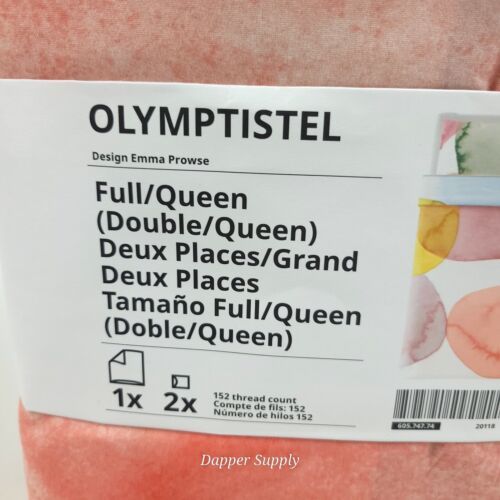 OLYMPTISTEL
Design Emma Prowse
Full/Queen
(Double/Queen)
Deux Places/Grand
Deux Places
Tamaño Full/Queen
(Doble/Queen)
1x 2x
152 thread count
Compte de fils: 152
Número de hilos 152
605.747.74 20118
Dapper Supply